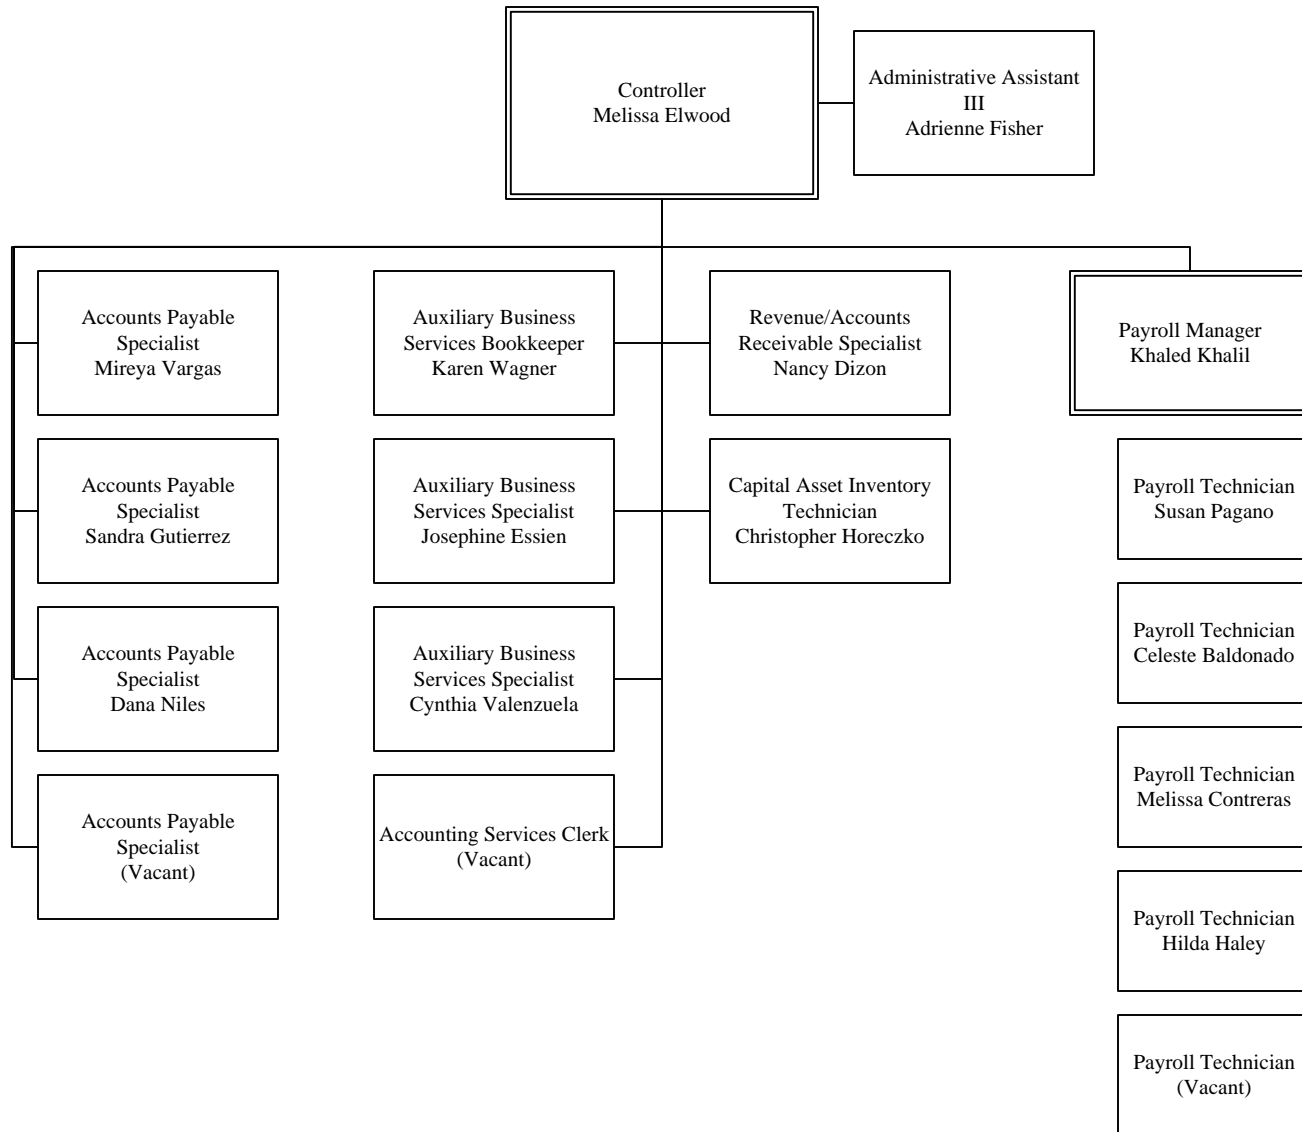 Controller
Melissa Elwood
Administrative Assistant
III
Adrienne Fisher
Accounts Payable
Specialist
Mireya Vargas
Auxiliary Business
Services Bookkeeper
Karen Wagner
Revenue/Accounts
Receivable Specialist
Nancy Dizon
Payroll Manager
Khaled Khalil
Accounts Payable
Specialist
Sandra Gutierrez
Auxiliary Business
Services Specialist
Josephine Essien
Capital Asset Inventory
Technician
Christopher Horeczko
Payroll Technician
Susan Pagano
Accounts Payable
Specialist
Dana Niles
Auxiliary Business
Services Specialist
Cynthia Valenzuela
Payroll Technician
Celeste Baldonado
Payroll Technician
Melissa Contreras
Accounts Payable
Specialist
(Vacant)
Accounting Services Clerk
(Vacant)
Payroll Technician
Hilda Haley
Payroll Technician
(Vacant)